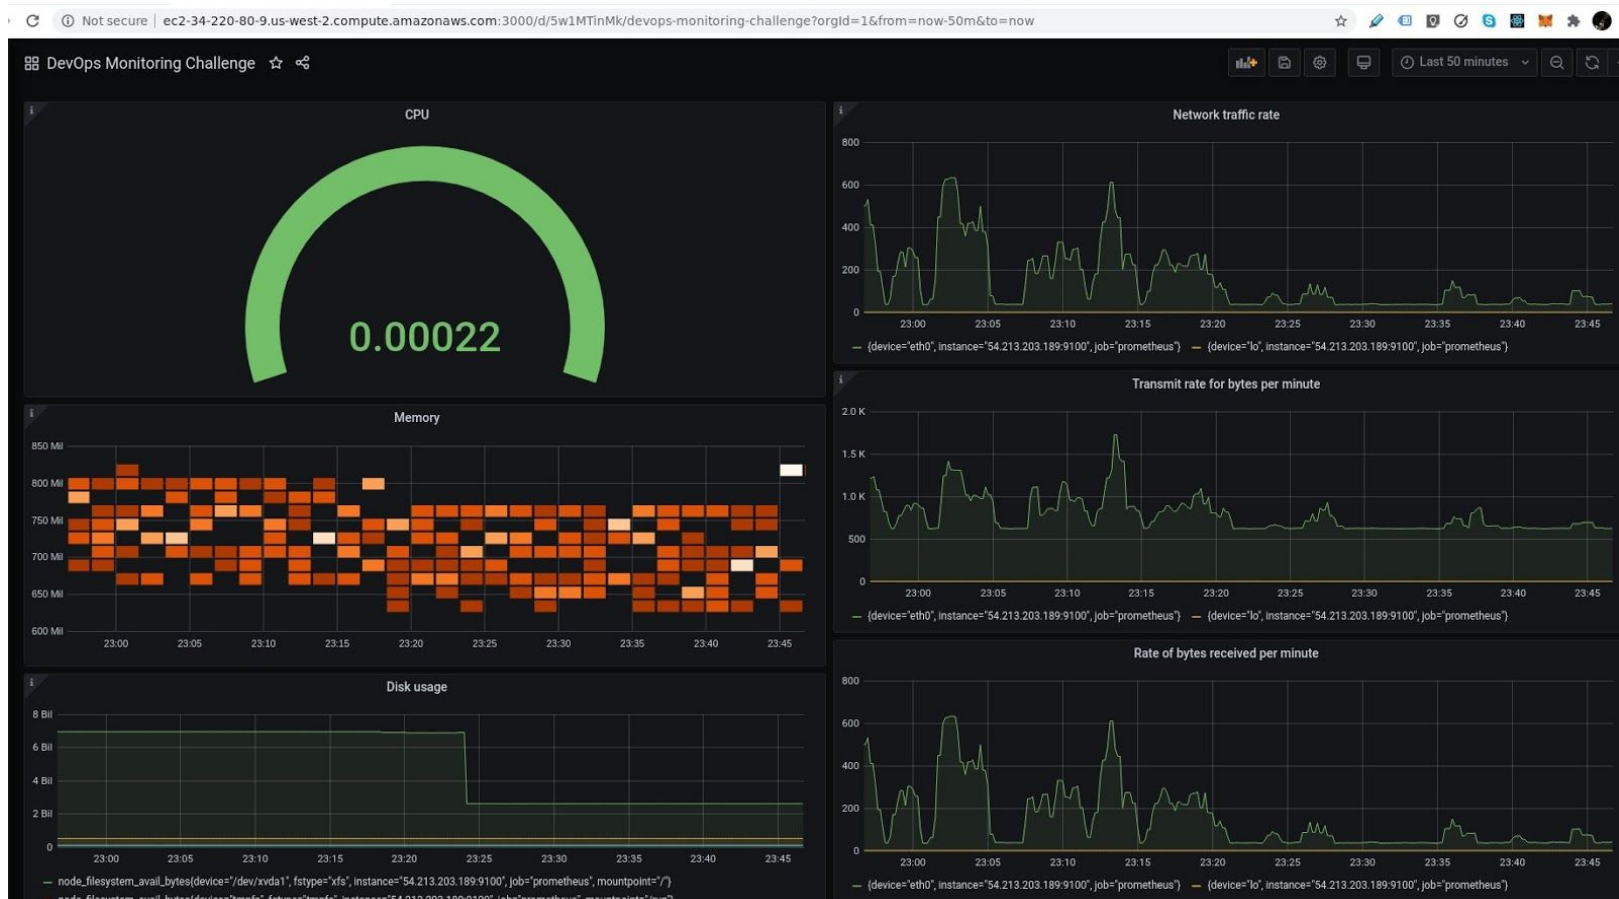 Not secure | ec2-34-220-80-9.us-west-2.compute.amazonaws.com:3000/d/5w1MTinMk/devops-monitoring-challenge?orgId=1&from=now-50m&to=now
DevOps Monitoring Challenge
Last 50 minutes
CPU
0.00022
Memory
850 Mil
800 Mil
750 Mil
700 Mil
650 Mil
600 Mil
23:00 23:05 23:10 23:15 23:20 23:25 23:30 23:35 23:40 23:45
Disk usage
8 Bil
6 Bil
4 Bil
2 Bil
0
23:00 23:05 23:10 23:15 23:20 23:25 23:30 23:35 23:40 23:45
node_filesystem_avail_bytes{device="/dev/xvda1", fstype="xfs", instance="54.213.203.189:9100", job="prometheus", mountpoint="/"}
Network traffic rate
800
600
400
200
0
23:00 23:05 23:10 23:15 23:20 23:25 23:30 23:35 23:40 23:45
{device="eth0", instance="54.213.203.189:9100", job="prometheus"} {device="lo", instance="54.213.203.189:9100", job="prometheus"}
Transmit rate for bytes per minute
2.0 K
1.5 K
1.0 K
500
0
23:00 23:05 23:10 23:15 23:20 23:25 23:30 23:35 23:40 23:45
{device="eth0", instance="54.213.203.189:9100", job="prometheus"} {device="lo", instance="54.213.203.189:9100", job="prometheus"}
Rate of bytes received per minute
800
600
400
200
0
23:00 23:05 23:10 23:15 23:20 23:25 23:30 23:35 23:40 23:45
{device="eth0", instance="54.213.203.189:9100", job="prometheus"} {device="lo", instance="54.213.203.189:9100", job="prometheus"}